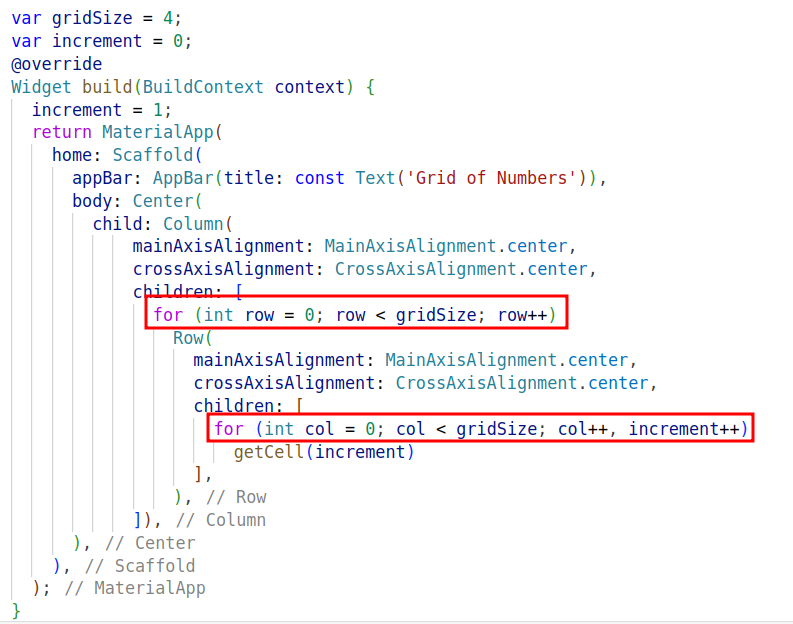 var gridSize = 4;
var increment = 0;
@override
Widget build(BuildContext context) {
  increment = 1;
  return MaterialApp(
    home: Scaffold(
      appBar: AppBar(title: const Text('Grid of Numbers')),
      body: Center(
        child: Column(
            mainAxisAlignment: MainAxisAlignment.center,
            crossAxisAlignment: CrossAxisAlignment.center,
            children: [
              for (int row = 0; row < gridSize; row++)
                Row(
                  mainAxisAlignment: MainAxisAlignment.center,
                  crossAxisAlignment: CrossAxisAlignment.center,
                  children: [
                    for (int col = 0; col < gridSize; col++, increment++)
                      getCell(increment)
                  ],
                ), // Row
            ]), // Column
      ), // Center
    ), // Scaffold
  ); // MaterialApp
}